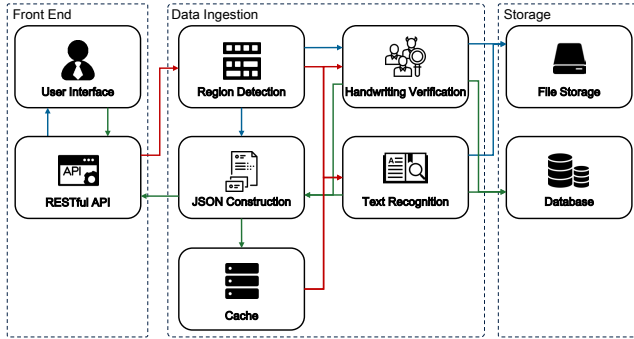 Front End
Data Ingestion
Storage
User Interface
Region Detection
Handwriting Verification
File Storage
API
A
RESTful API
JSON Construction
Text Recognition
Database
Cache